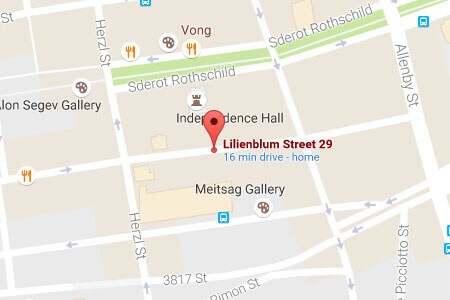 Vong
Herzl St
Sderot Rothschild
Sderot Rothschild
Allenby St
Alon Segev Gallery
Independence Hall
Lilienblum Street 29
16 min drive - home
Meitsag Gallery
Herzl St
Picciotto St
3817 St
Rimon St